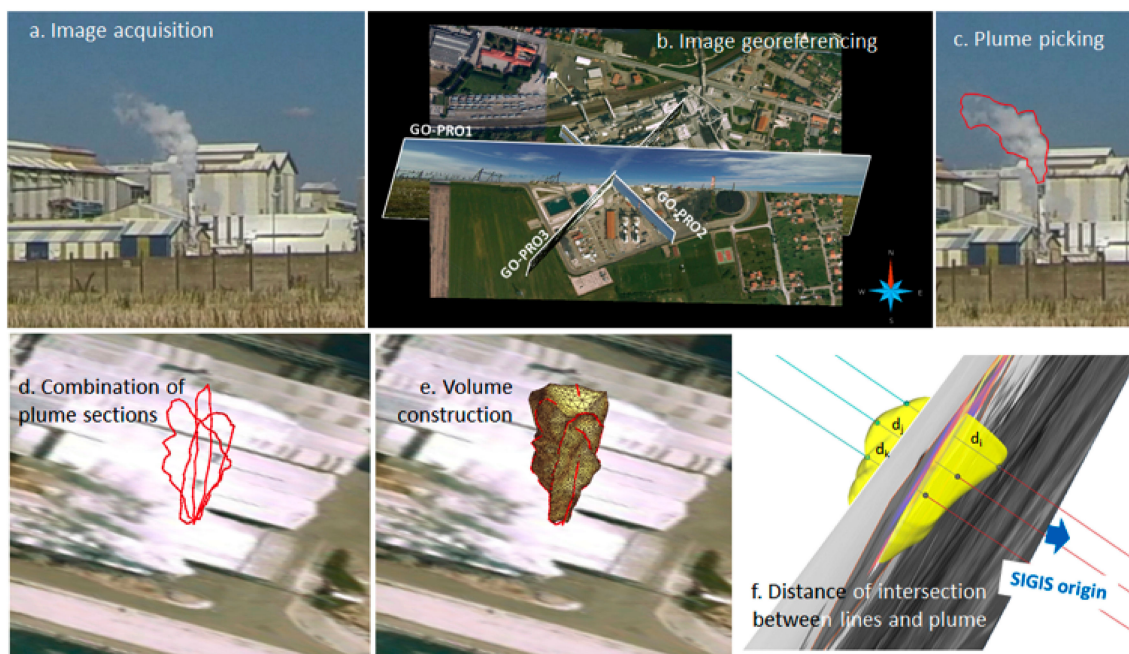 a. Image acquisition
b. Image georeferencing
GO-PRO1
GO-PRO2
GO-PRO3
N
W
E
S
c. Plume picking
d. Combination of
plume sections
e. Volume
construction
dj
dk
di
SIGIS origin
f. Distance of intersection
between lines and plume